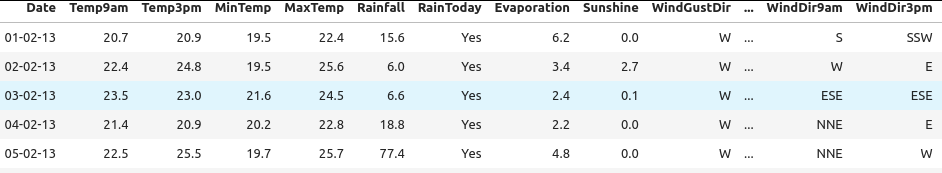 Date Temp9am Temp3pm MinTemp MaxTemp Rainfall RainToday Evaporation Sunshine WindGustDir ... WindDir9am WindDir3pm
01-02-13 20.7 20.9 19.5 22.4 15.6 Yes 6.2 0.0 W ... S SSW
02-02-13 22.4 24.8 19.5 25.6 6.0 Yes 3.4 2.7 W ... W E
03-02-13 23.5 23.0 21.6 24.5 6.6 Yes 2.4 0.1 W ... ESE ESE
04-02-13 21.4 20.9 20.2 22.8 18.8 Yes 2.2 0.0 W ... NNE E
05-02-13 22.5 25.5 19.7 25.7 77.4 Yes 4.8 0.0 W ... NNE W